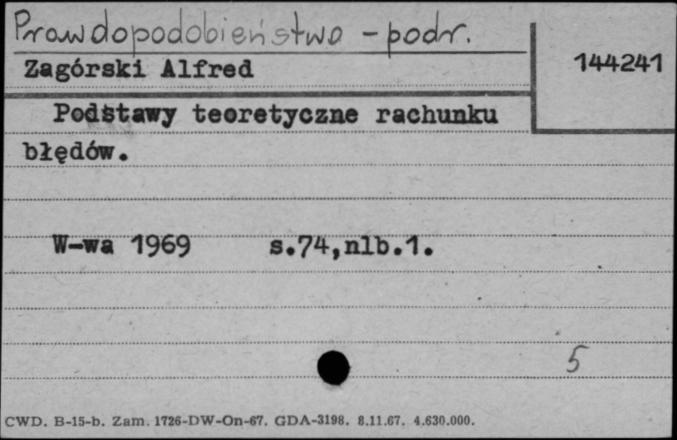 Prawdopodobieństwo - podr.
Zagórski Alfred
144241
Podstawy teoretyczne rachunku
błędów.
W-wa 1969 s.74,nlb.1.
5
CWD. B-15-b. Zam. 1726-DW-On-67. GDA-3198. 8.11.67. 4.630.000.